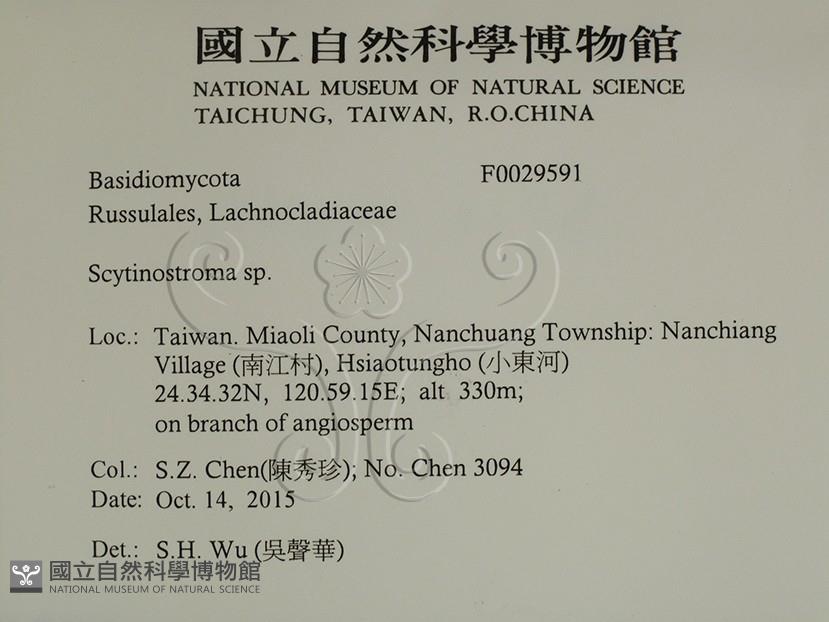 國立自然科學博物館
NATIONAL MUSEUM OF NATURAL SCIENCE
TAICHUNG, TAIWAN, R.O.CHINA
Basidiomycota F0029591
Russulales, Lachnocladiaceae
Scytinostroma sp.
Loc.: Taiwan. Miaoli County, Nanchuang Township: Nanchiang
Village (南江村), Hsiaotungho (小東河)
24.34.32N, 120.59.15E; alt 330m;
on branch of angiosperm
Col.: S.Z. Chen(陳秀珍); No. Chen 3094
Date: Oct. 14, 2015
Det.: S.H. Wu (吳聲華)
國立自然科學博物館
NATIONAL MUSEUM OF NATURAL SCIENCE